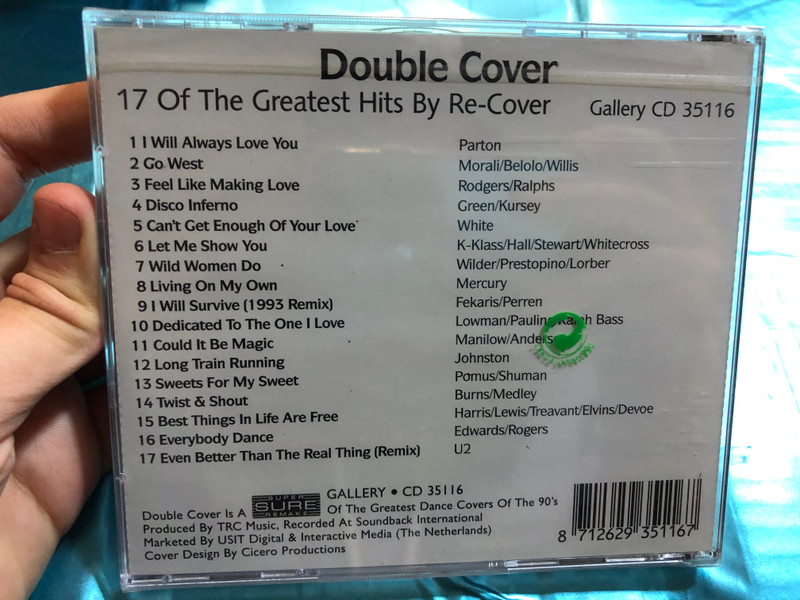 Double Cover
17 Of The Greatest Hits By Re-Cover Gallery CD 35116
1 I Will Always Love You Parton
2 Go West Morali/Belolo/Willis
3 Feel Like Making Love Rodgers/Ralphs
4 Disco Inferno Green/Kursey
5 Can't Get Enough Of Your Love White
6 Let Me Show You K-Klass/Hall/Stewart/Whitecross
7 Wild Women Do Wilder/Prestopino/Lorber
8 Living On My Own Mercury
9 I Will Survive (1993 Remix) Fekaris/Perren
10 Dedicated To The One I Love Lowman/Pauling/Ralph Bass
11 Could It Be Magic Manilow/
12 Long Train Running Johnston
13 Sweets For My Sweet Pomus/Shuman
14 Twist & Shout Burns/Medley
15 Best Things In Life Are Free Harris/Lewis/Treavant/Elvins/Devoe
16 Everybody Dance Edwards/Rogers
17 Even Better Than The Real Thing (Remix) U2
GALLERY • CD 35116
Double Cover Is A SUPER SURE REMAKE Of The Greatest Dance Covers Of The 90's
Produced By TRC Music, Recorded At Soundback International
Marketed By USIT Digital & Interactive Media (The Netherlands)
Cover Design By Cicero Productions
8 712629 351167